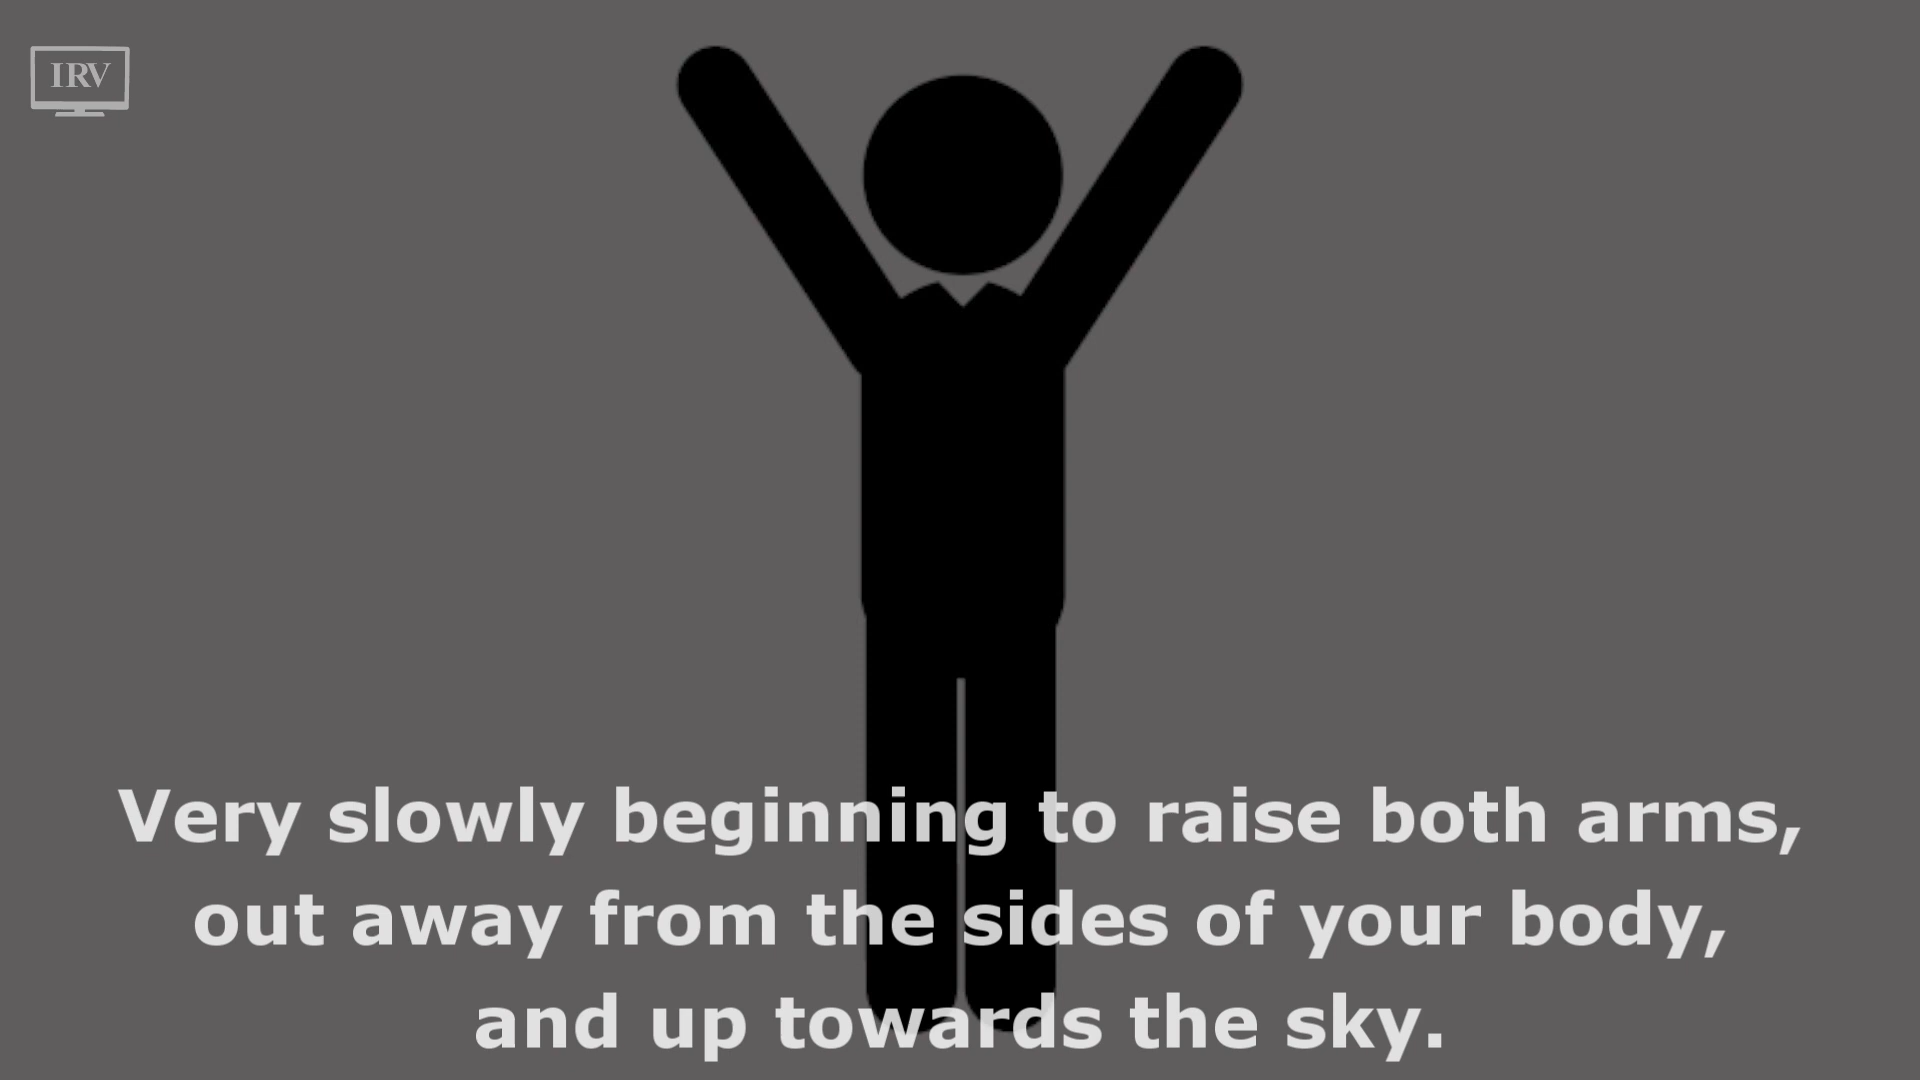 IRV
Very slowly beginning to raise both arms,
out away from the sides of your body,
and up towards the sky.